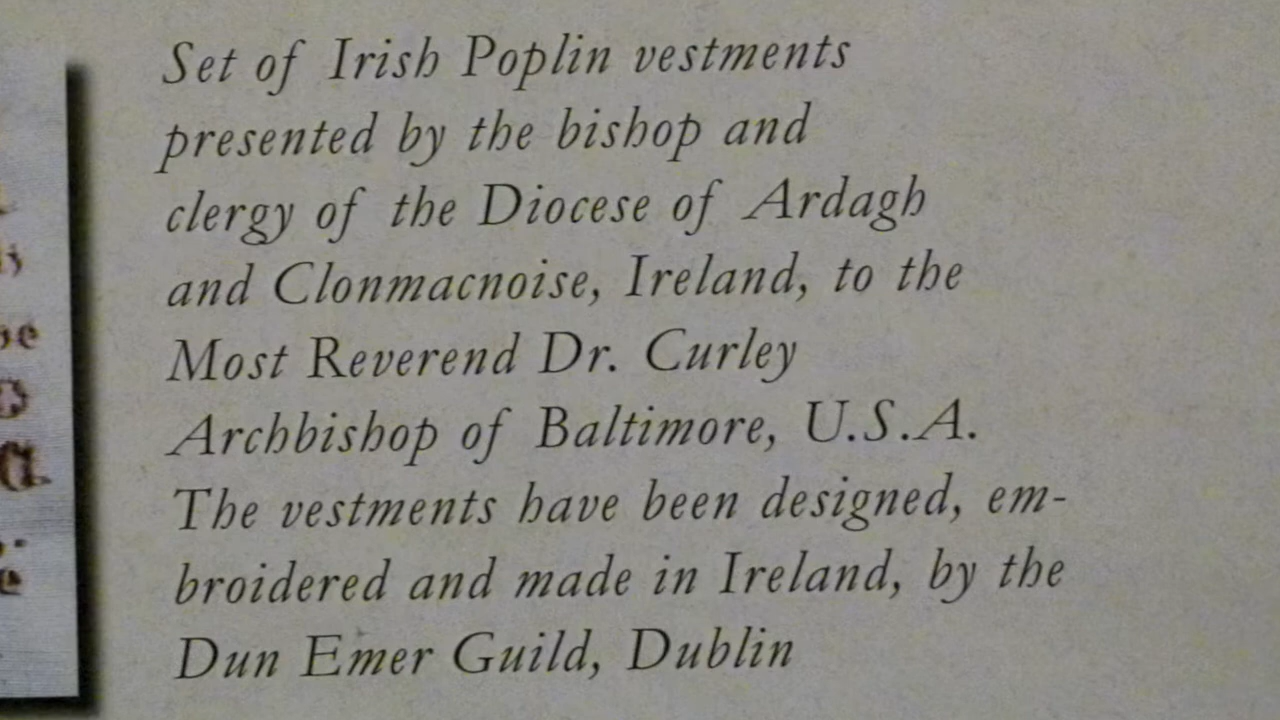 Set of Irish Poplin vestments
presented by the bishop and
clergy of the Diocese of Ardagh
and Clonmacnoise, Ireland, to the
Most Reverend Dr. Curley
Archbishop of Baltimore, U.S.A.
The vestments have been designed, em-
broidered and made in Ireland, by the
Dun Emer Guild, Dublin